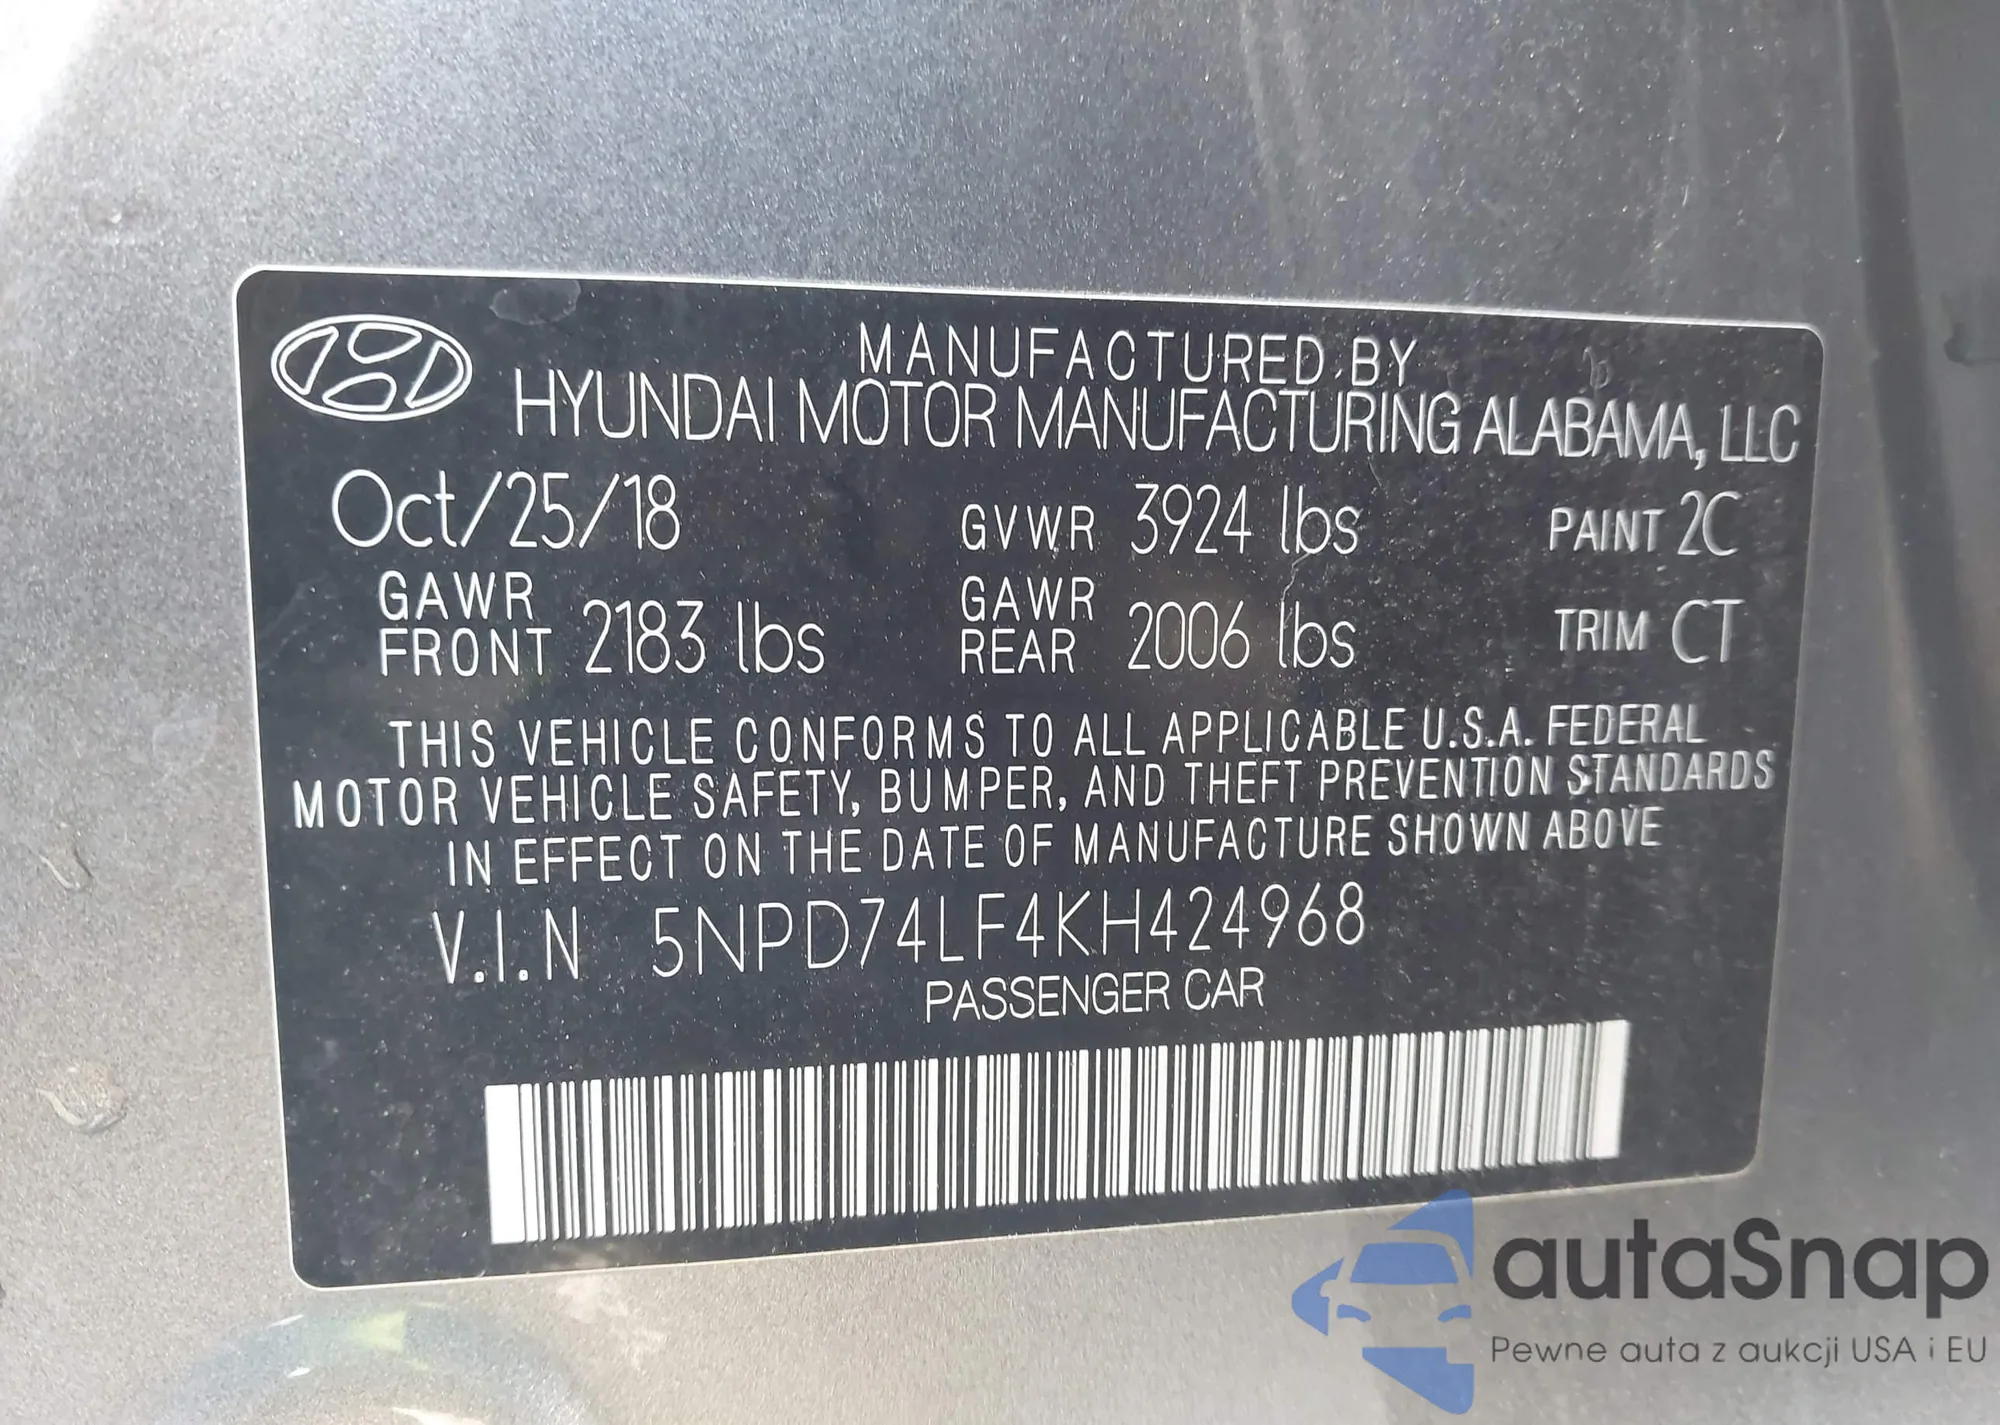 MANUFACTURED BY
HYUNDAI MOTOR MANUFACTURING ALABAMA, LLC
Oct/25/18 GVWR 3924 lbs PAINT 2C
GAWR FRONT 2183 lbs GAWR REAR 2006 lbs TRIM CT
THIS VEHICLE CONFORMS TO ALL APPLICABLE U.S.A. FEDERAL
MOTOR VEHICLE SAFETY, BUMPER, AND THEFT PREVENTION STANDARDS
IN EFFECT ON THE DATE OF MANUFACTURE SHOWN ABOVE
V.I.N 5NPD74LF4KH424968
PASSENGER CAR
autaSnap
Pewne auta z aukcji USA i EU